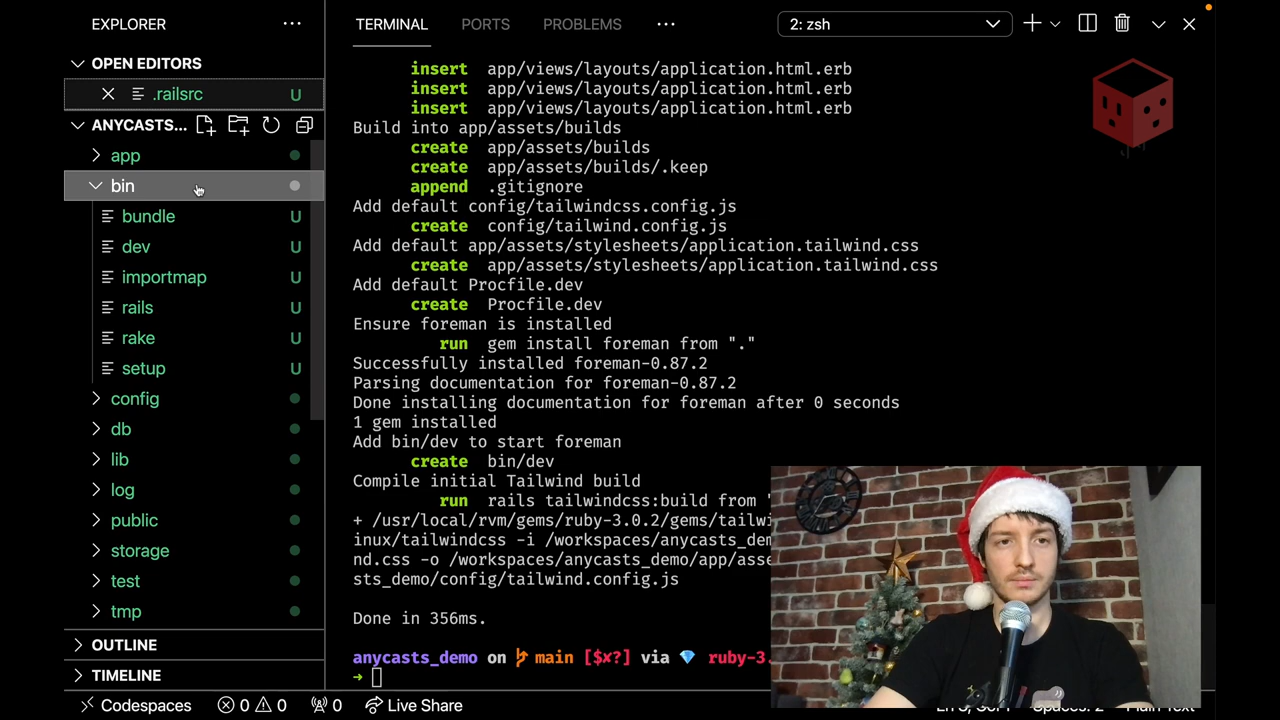 EXPLORER
OPEN EDITORS
.railsrc U
ANYCASTS...
app
bin
bundle U
dev U
importmap U
rails U
rake U
setup U
config
db
lib
log
public
storage
test
tmp
OUTLINE
TIMELINE
TERMINAL PORTS PROBLEMS 2: zsh
insert app/views/layouts/application.html.erb
insert app/views/layouts/application.html.erb
insert app/views/layouts/application.html.erb
Build into app/assets/builds
create app/assets/builds
create app/assets/builds/.keep
append .gitignore
Add default config/tailwindcss.config.js
create config/tailwind.config.js
Add default app/assets/stylesheets/application.tailwind.css
create app/assets/stylesheets/application.tailwind.css
Add default Procfile.dev
create Procfile.dev
Ensure foreman is installed
run gem install foreman from "."
Successfully installed foreman-0.87.2
Parsing documentation for foreman-0.87.2
Done installing documentation for foreman after 0 seconds
1 gem installed
Add bin/dev to start foreman
create bin/dev
Compile initial Tailwind build
run rails tailwindcss:build from "
+ /usr/local/rvm/gems/ruby-3.0.2/gems/tailwi
inux/tailwindcss -i /workspaces/anycasts_dem
nd.css -o /workspaces/anycasts_demo/app/asse
sts_demo/config/tailwind.config.js
Done in 356ms.
anycasts_demo on main [$✘?] via 💎 ruby-3.
➜
Codespaces 0 0 0 Live Share